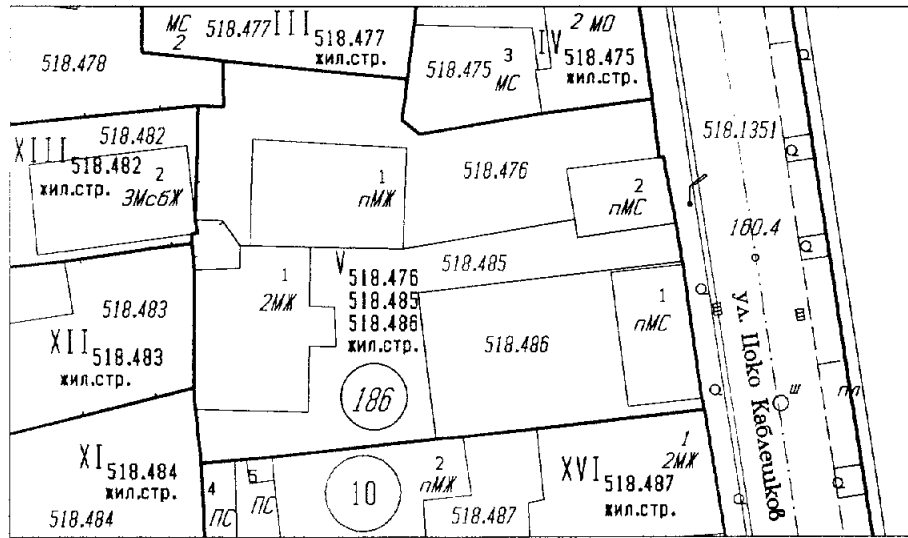 МС
2
518.477
III
518.477
жил.стр.
2 МО
IV
518.475
жил.стр.
518.475
3
МС
518.478
518.482
XIII
518.482
жил.стр.
2
3МсбЖ
1
пМЖ
518.476
2
пМС
518.1351
160.4
518.485
1
2МЖ
V
518.476
518.485
518.486
жил.стр.
518.486
1
пМС
518.483
XII
518.483
жил.стр.
186
ул. Цоко Каблешков
Ш
ПЛ
XI
518.484
жил.стр.
518.484
4
ПС
5
ПС
10
2
пМЖ
518.487
XVI
518.487
жил.стр.
1
2МЖ